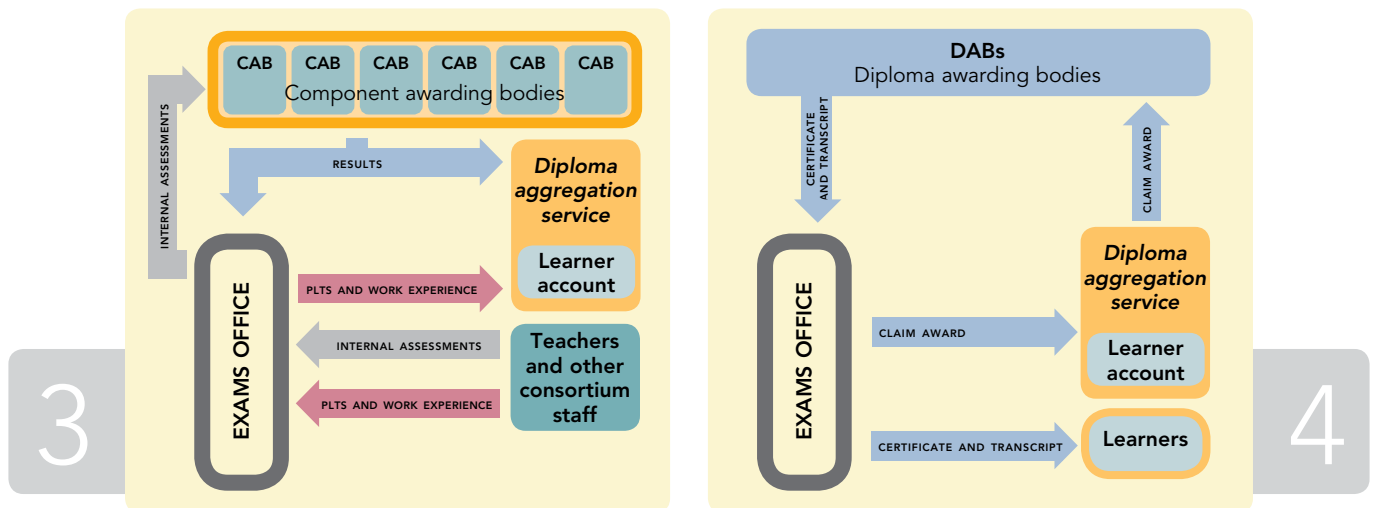 CAB CAB CAB CAB CAB CAB
Component awarding bodies
INTERNAL ASSESSMENTS
RESULTS
Diploma
aggregation
service
Learner
account
EXAMS OFFICE
PLTS AND WORK EXPERIENCE
INTERNAL ASSESSMENTS
PLTS AND WORK EXPERIENCE
Teachers
and other
consortium
staff
3
DABs
Diploma awarding bodies
CERTIFICATE
AND TRANSCRIPT
CLAIM AWARD
EXAMS OFFICE
Diploma
aggregation
service
Learner
account
CLAIM AWARD
CERTIFICATE AND TRANSCRIPT
Learners
4